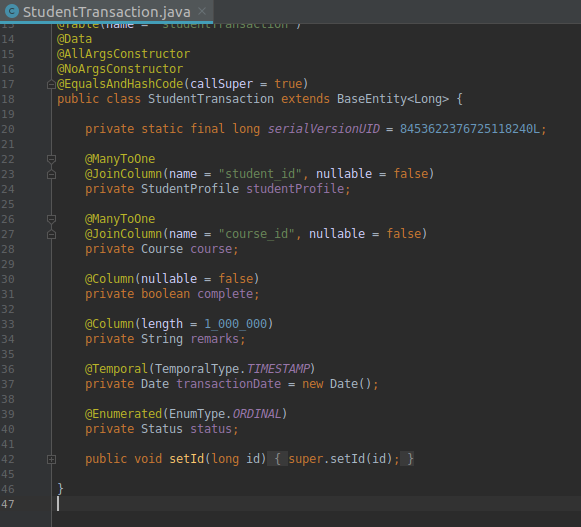 StudentTransaction.java
13 @Table(name = "studentTransaction")
14 @Data
15 @AllArgsConstructor
16 @NoArgsConstructor
17 @EqualsAndHashCode(callSuper = true)
18 public class StudentTransaction extends BaseEntity<Long> {
19
20 private static final long serialVersionUID = 8453622376725118240L;
21
22 @ManyToOne
23 @JoinColumn(name = "student_id", nullable = false)
24 private StudentProfile studentProfile;
25
26 @ManyToOne
27 @JoinColumn(name = "course_id", nullable = false)
28 private Course course;
29
30 @Column(nullable = false)
31 private boolean complete;
32
33 @Column(length = 1_000_000)
34 private String remarks;
35
36 @Temporal(TemporalType.TIMESTAMP)
37 private Date transactionDate = new Date();
38
39 @Enumerated(EnumType.ORDINAL)
40 private Status status;
41
42 public void setId(long id) { super.setId(id); }
45
46 }
47